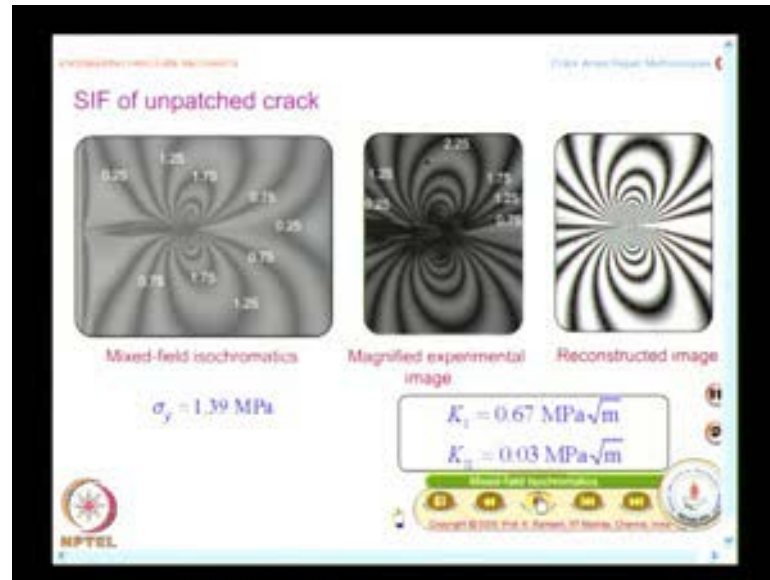 SIF of unpatched crack
0.25
1.25
1.75
0.75
0.25
0.75
0.75
1.75
1.25
2.25
1.25
0.25
1.75
1.25
0.75
Mixed-field isochromatics
Magnified experimental
image
Reconstructed image
σy = 1.39 MPa
KI = 0.67 MPa√m
KII = 0.03 MPa√m
Mixed-field Isochromatics
NPTEL